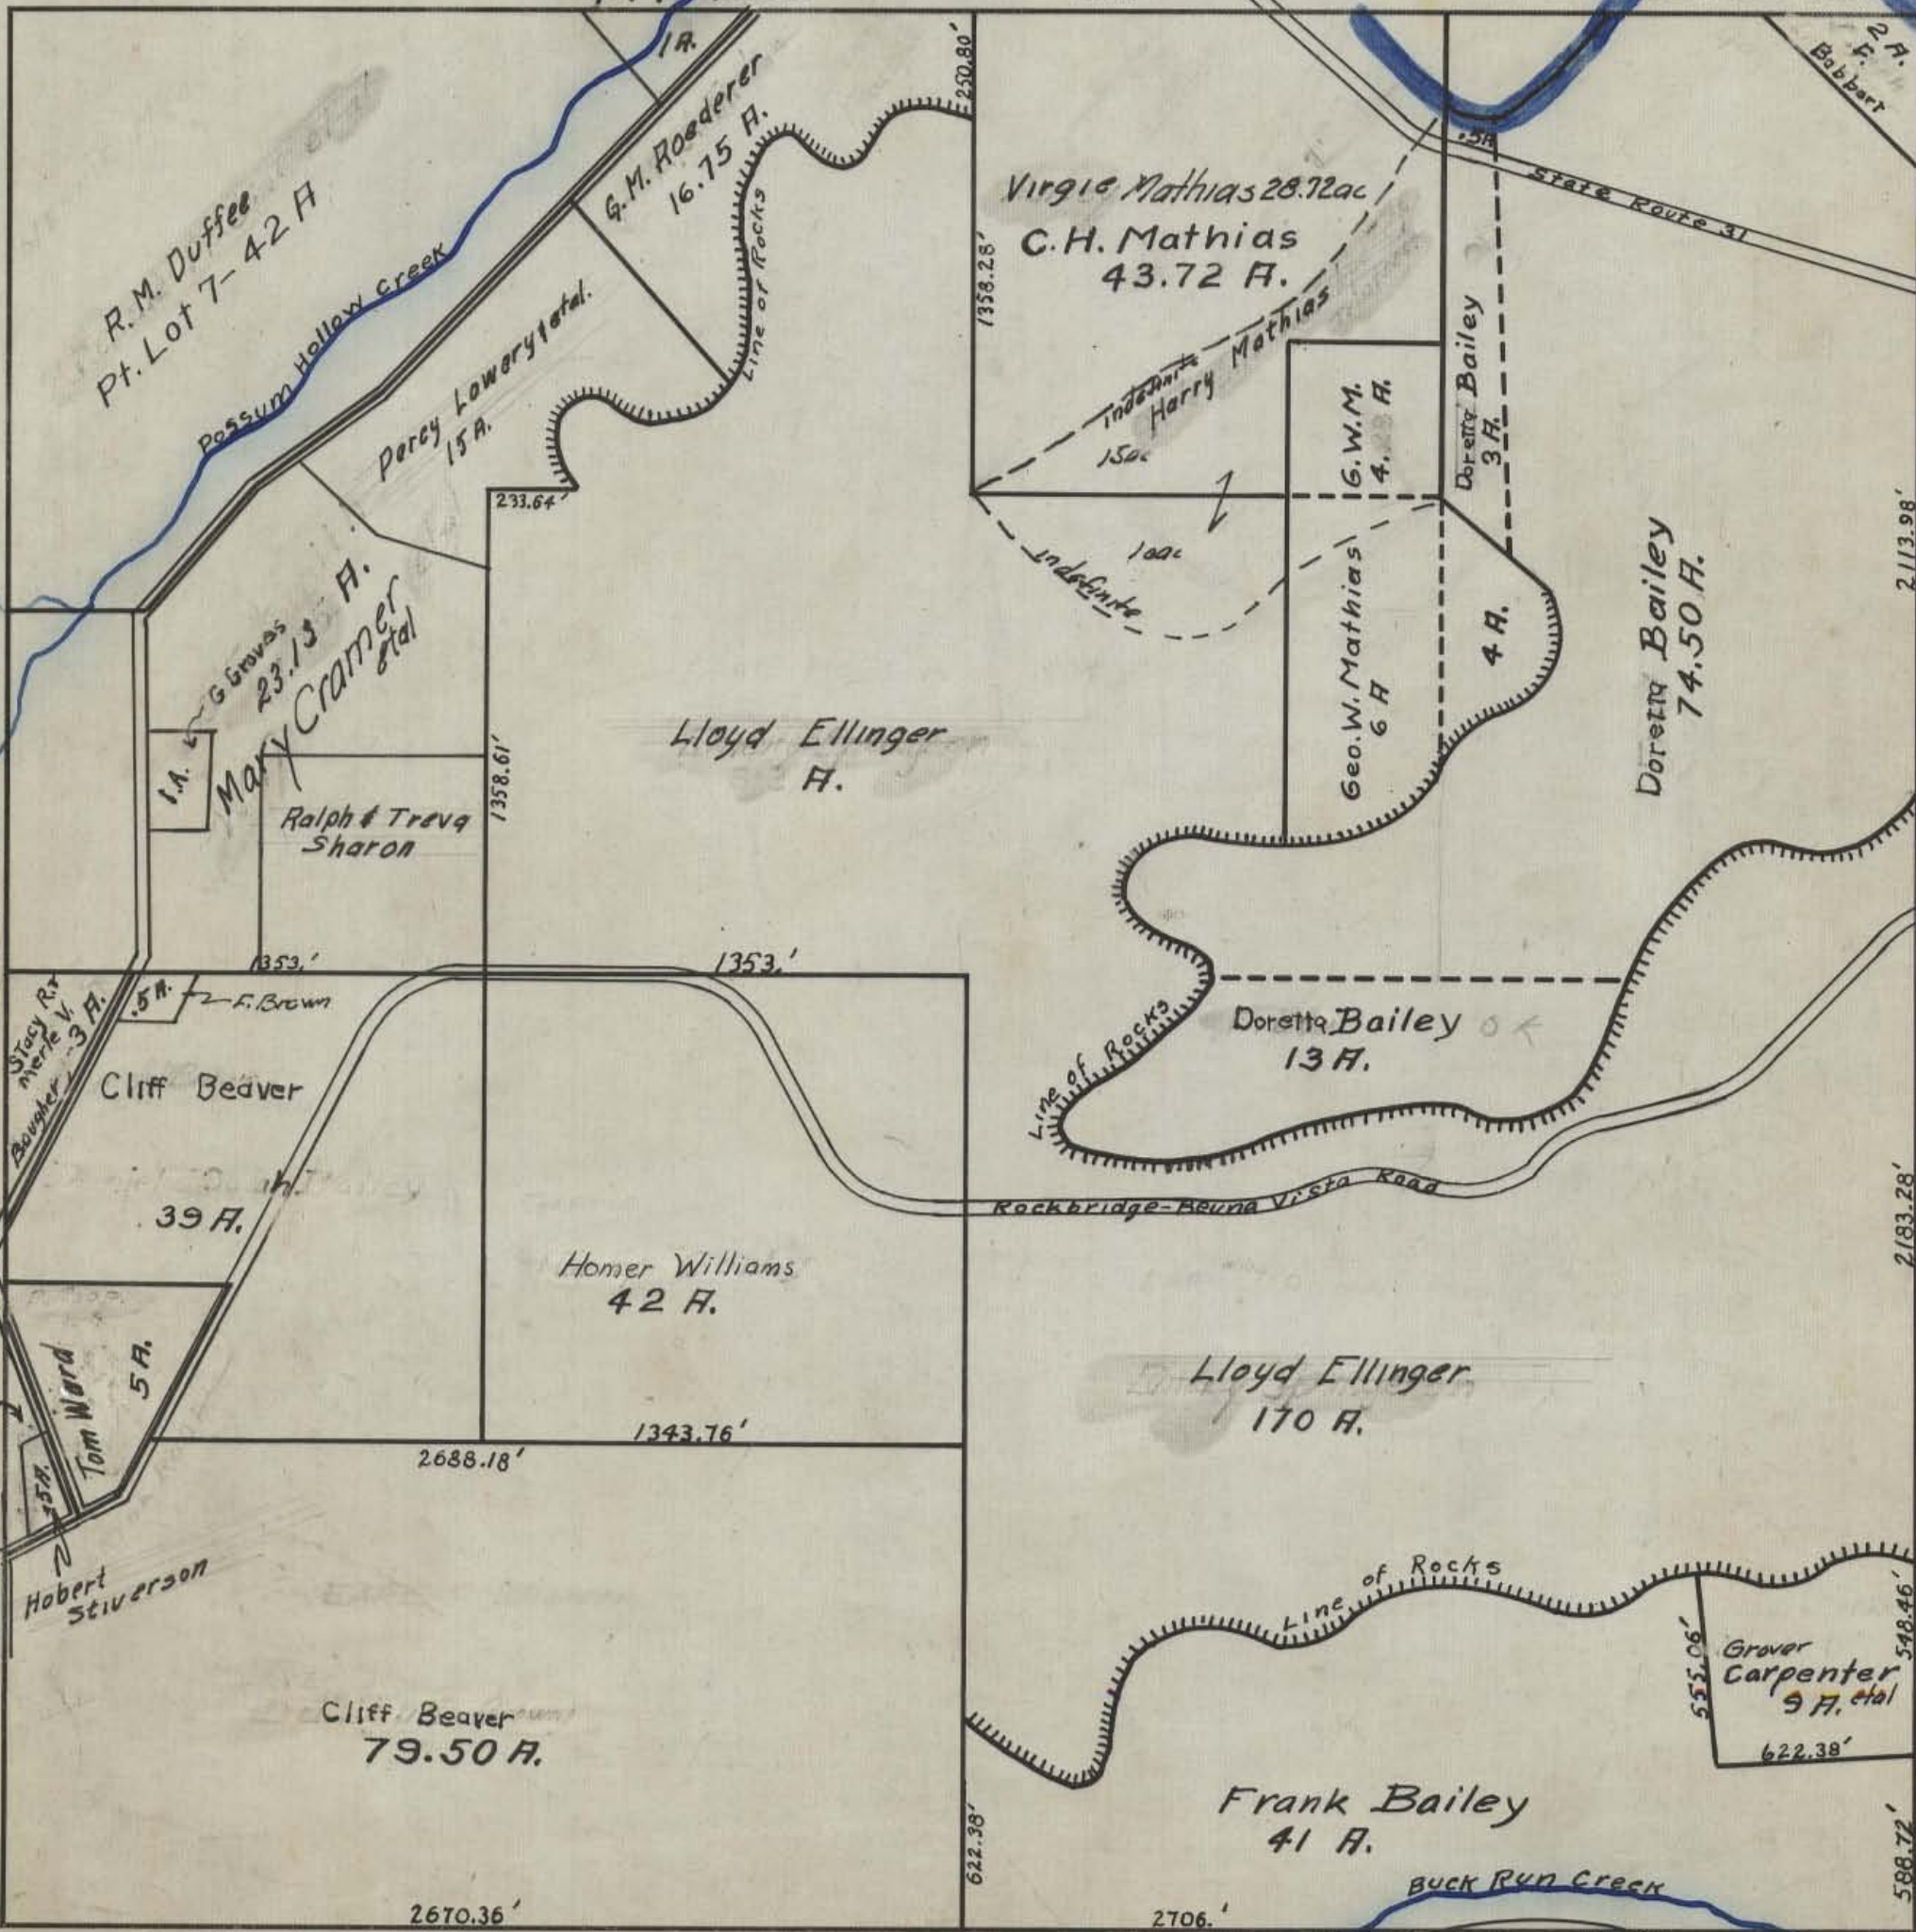 1 A.
250.80'
2 A.
F.
Babbart
R. M. Duffee
Pt. Lot 7- 42 A
Possum Hollow Creek
G. M. Roederer
16.75 A.
Line of Rocks
Virgie Mathias 28.72ac
C. H. Mathias
43.72 A.
1358.28'
.5A
State Route 31
Percy Lowery etal.
15 A.
233.64'
indefinite
Harry Mathias
15ac
G.W.M.
4. A.
Doretta Bailey
3 A.
10ac
indefinite
Geo. W. Mathias
6 A
4 A.
Doretta Bailey
74.50 A.
2113.98'
G Groves
23.13 A.
Mary Cramer
etal
1.A.
Ralph & Treva
Sharon
1358.61'
Lloyd Ellinger
A.
1353.'
1353.'
Stacy R. &
Merle V.
Baugher 3 A.
.5 A.
F. Brown
Cliff Beaver
39 A.
Line of Rocks
Doretta Bailey OK
13 A.
Rockbridge-Beuna Vista Road
2183.28'
Homer Williams
42 A.
Tom Ward
5 A.
.5A.
Hobert
Stiverson
1343.76'
2688.18'
Lloyd Ellinger
170 A.
Line of Rocks
555.06'
548.46'
Grover
Carpenter
9 A. etal
622.38'
Cliff Beaver
79.50 A.
622.38'
Frank Bailey
41 A.
Buck Run Creek
588.72'
2670.36'
2706.'